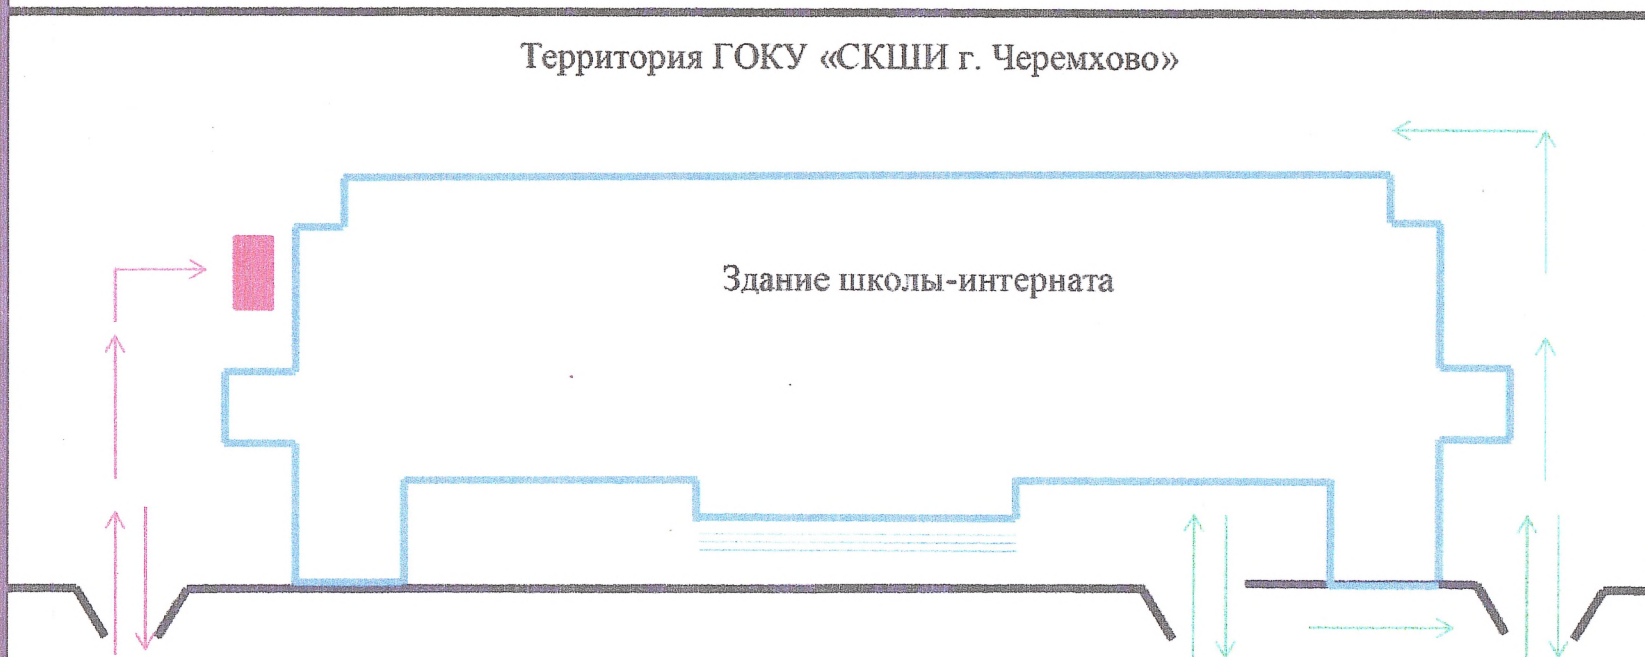 Территория ГОКУ «СКШИ г. Черемхово»
Здание школы-интерната